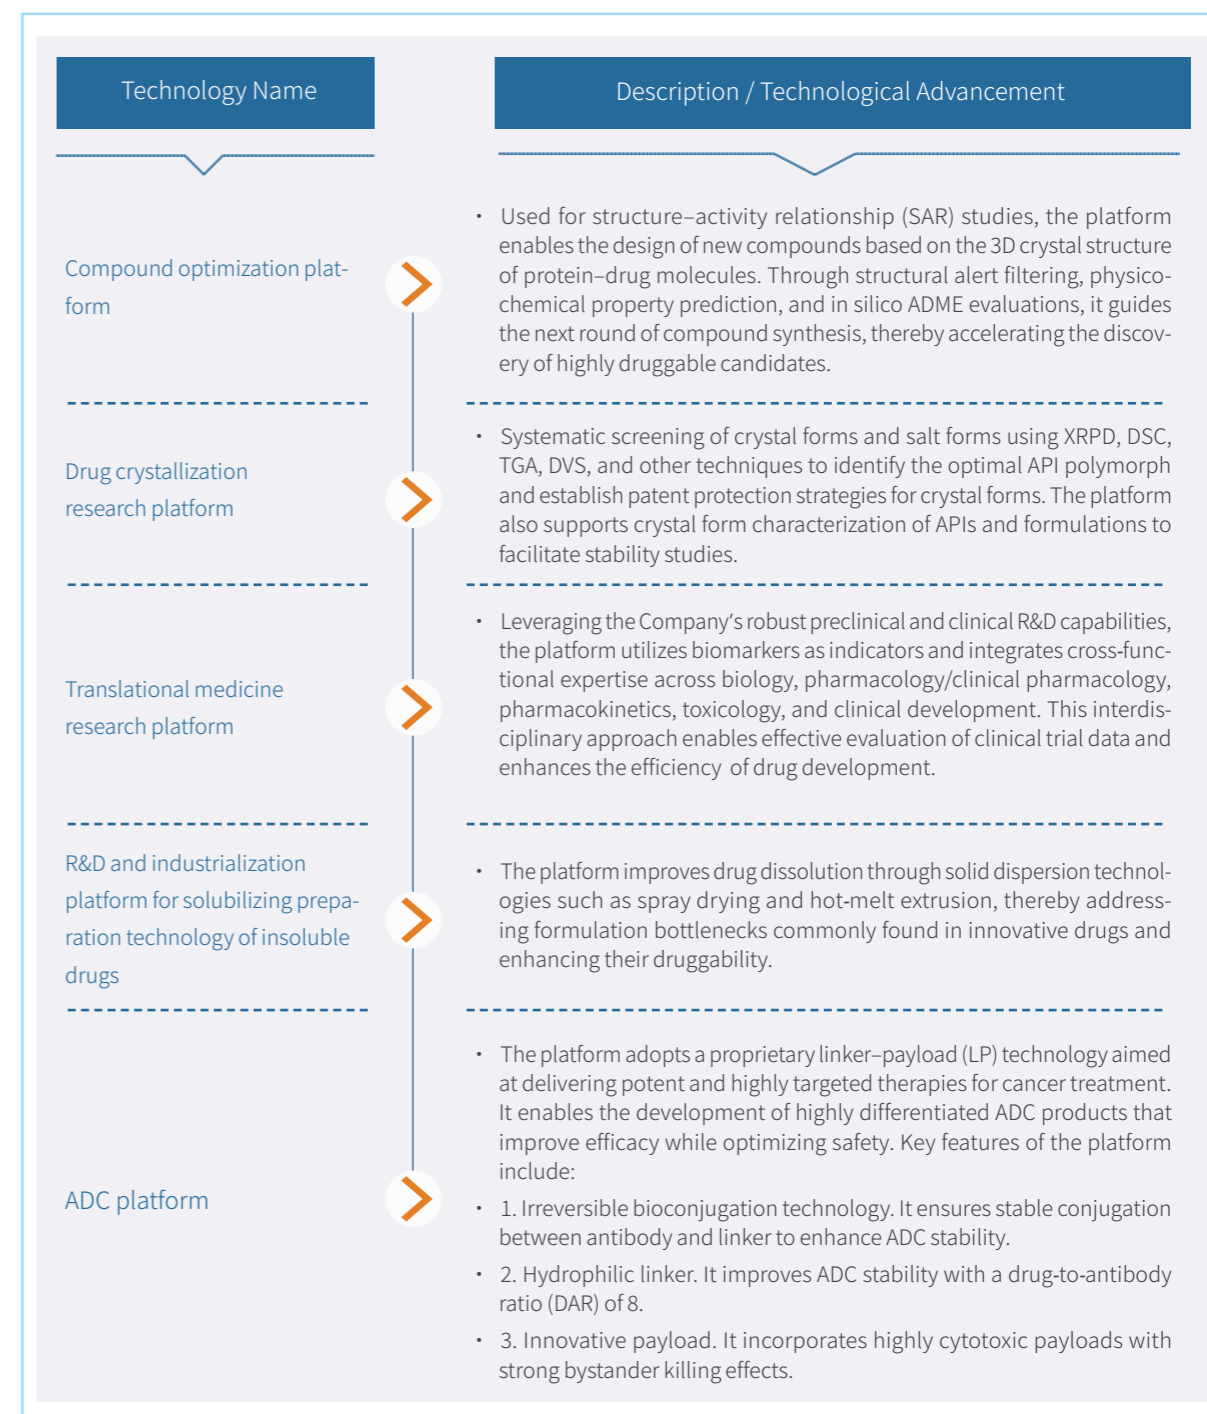 Technology Name
Description / Technological Advancement
Compound optimization plat-
form
• Used for structure–activity relationship (SAR) studies, the platform
enables the design of new compounds based on the 3D crystal structure
of protein–drug molecules. Through structural alert filtering, physico-
chemical property prediction, and in silico ADME evaluations, it guides
the next round of compound synthesis, thereby accelerating the discov-
ery of highly druggable candidates.
Drug crystallization
research platform
• Systematic screening of crystal forms and salt forms using XRPD, DSC,
TGA, DVS, and other techniques to identify the optimal API polymorph
and establish patent protection strategies for crystal forms. The platform
also supports crystal form characterization of APIs and formulations to
facilitate stability studies.
Translational medicine
research platform
• Leveraging the Company's robust preclinical and clinical R&D capabilities,
the platform utilizes biomarkers as indicators and integrates cross-func-
tional expertise across biology, pharmacology/clinical pharmacology,
pharmacokinetics, toxicology, and clinical development. This interdis-
ciplinary approach enables effective evaluation of clinical trial data and
enhances the efficiency of drug development.
R&D and industrialization
platform for solubilizing prepa-
ration technology of insoluble
drugs
• The platform improves drug dissolution through solid dispersion technol-
ogies such as spray drying and hot-melt extrusion, thereby address-
ing formulation bottlenecks commonly found in innovative drugs and
enhancing their druggability.
ADC platform
• The platform adopts a proprietary linker–payload (LP) technology aimed
at delivering potent and highly targeted therapies for cancer treatment.
It enables the development of highly differentiated ADC products that
improve efficacy while optimizing safety. Key features of the platform
include:
• 1. Irreversible bioconjugation technology. It ensures stable conjugation
between antibody and linker to enhance ADC stability.
• 2. Hydrophilic linker. It improves ADC stability with a drug-to-antibody
ratio (DAR) of 8.
• 3. Innovative payload. It incorporates highly cytotoxic payloads with
strong bystander killing effects.